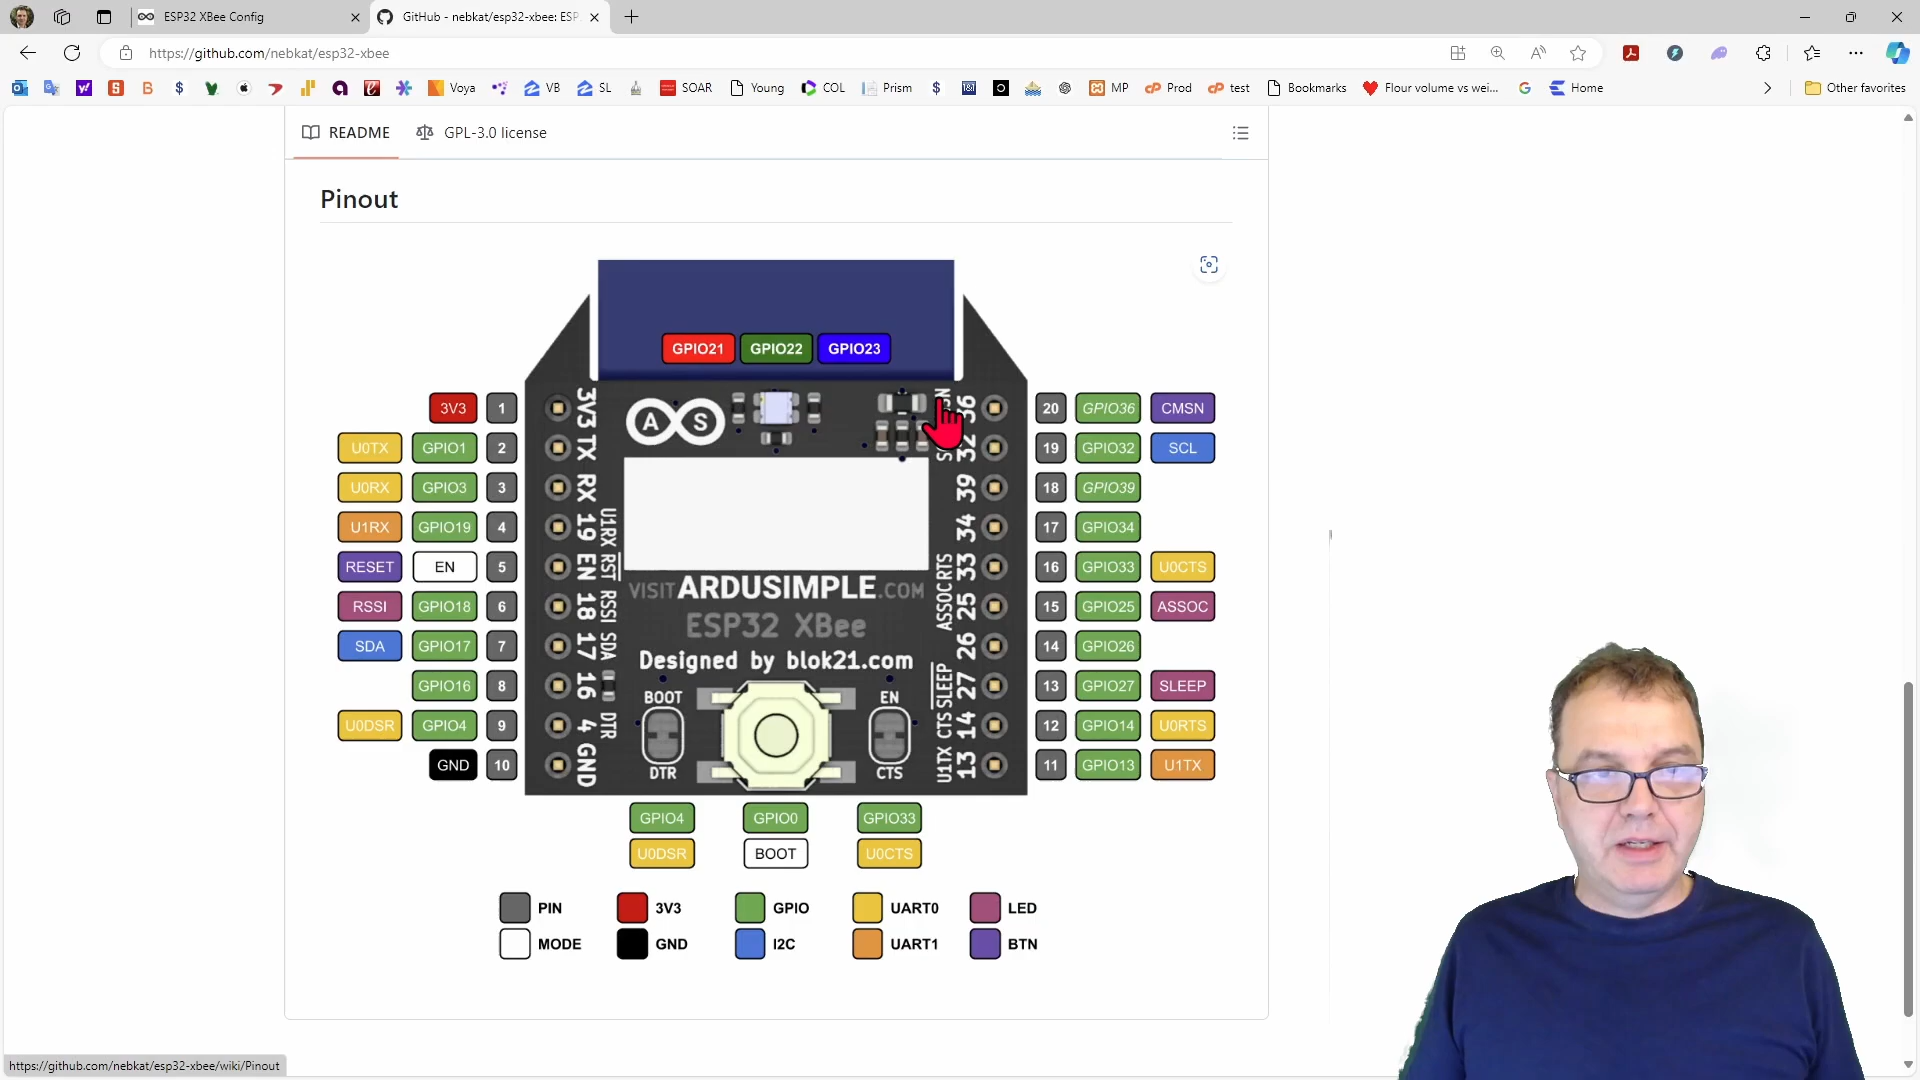 ESP32 XBee Config
GitHub - nebkat/esp32-xbee: ESP
https://github.com/nebkat/esp32-xbee
Voya
VB
SL
SOAR
Young
COL
Prism
MP
Prod
test
Bookmarks
Flour volume vs wei...
Home
Other favorites
README
GPL-3.0 license
Pinout
GPIO21 GPIO22 GPIO23
3V3 1
U0TX GPIO1 2
U0RX GPIO3 3
U1RX GPIO19 4
RESET EN 5
RSSI GPIO18 6
SDA GPIO17 7
GPIO16 8
U0DSR GPIO4 9
GND 10
3V3 TX RX 19 EN 18 17 16 4 GND
U1RX RST RSSI SDA DTR
A S
VISIT ARDUSIMPLE.COM
ESP32 XBee
Designed by blok21.com
BOOT
DTR
EN
CTS
U1TX CTS SLEEP ASSOC RTS
36 32 39 34 33 25 26 27 14 13
20 GPIO36 CMSN
19 GPIO32 SCL
18 GPIO39
17 GPIO34
16 GPIO33 U0CTS
15 GPIO25 ASSOC
14 GPIO26
13 GPIO27 SLEEP
12 GPIO14 U0RTS
11 GPIO13 U1TX
GPIO4 GPIO0 GPIO33
U0DSR BOOT U0CTS
PIN 3V3 GPIO UART0 LED
MODE GND I2C UART1 BTN
https://github.com/nebkat/esp32-xbee/wiki/Pinout